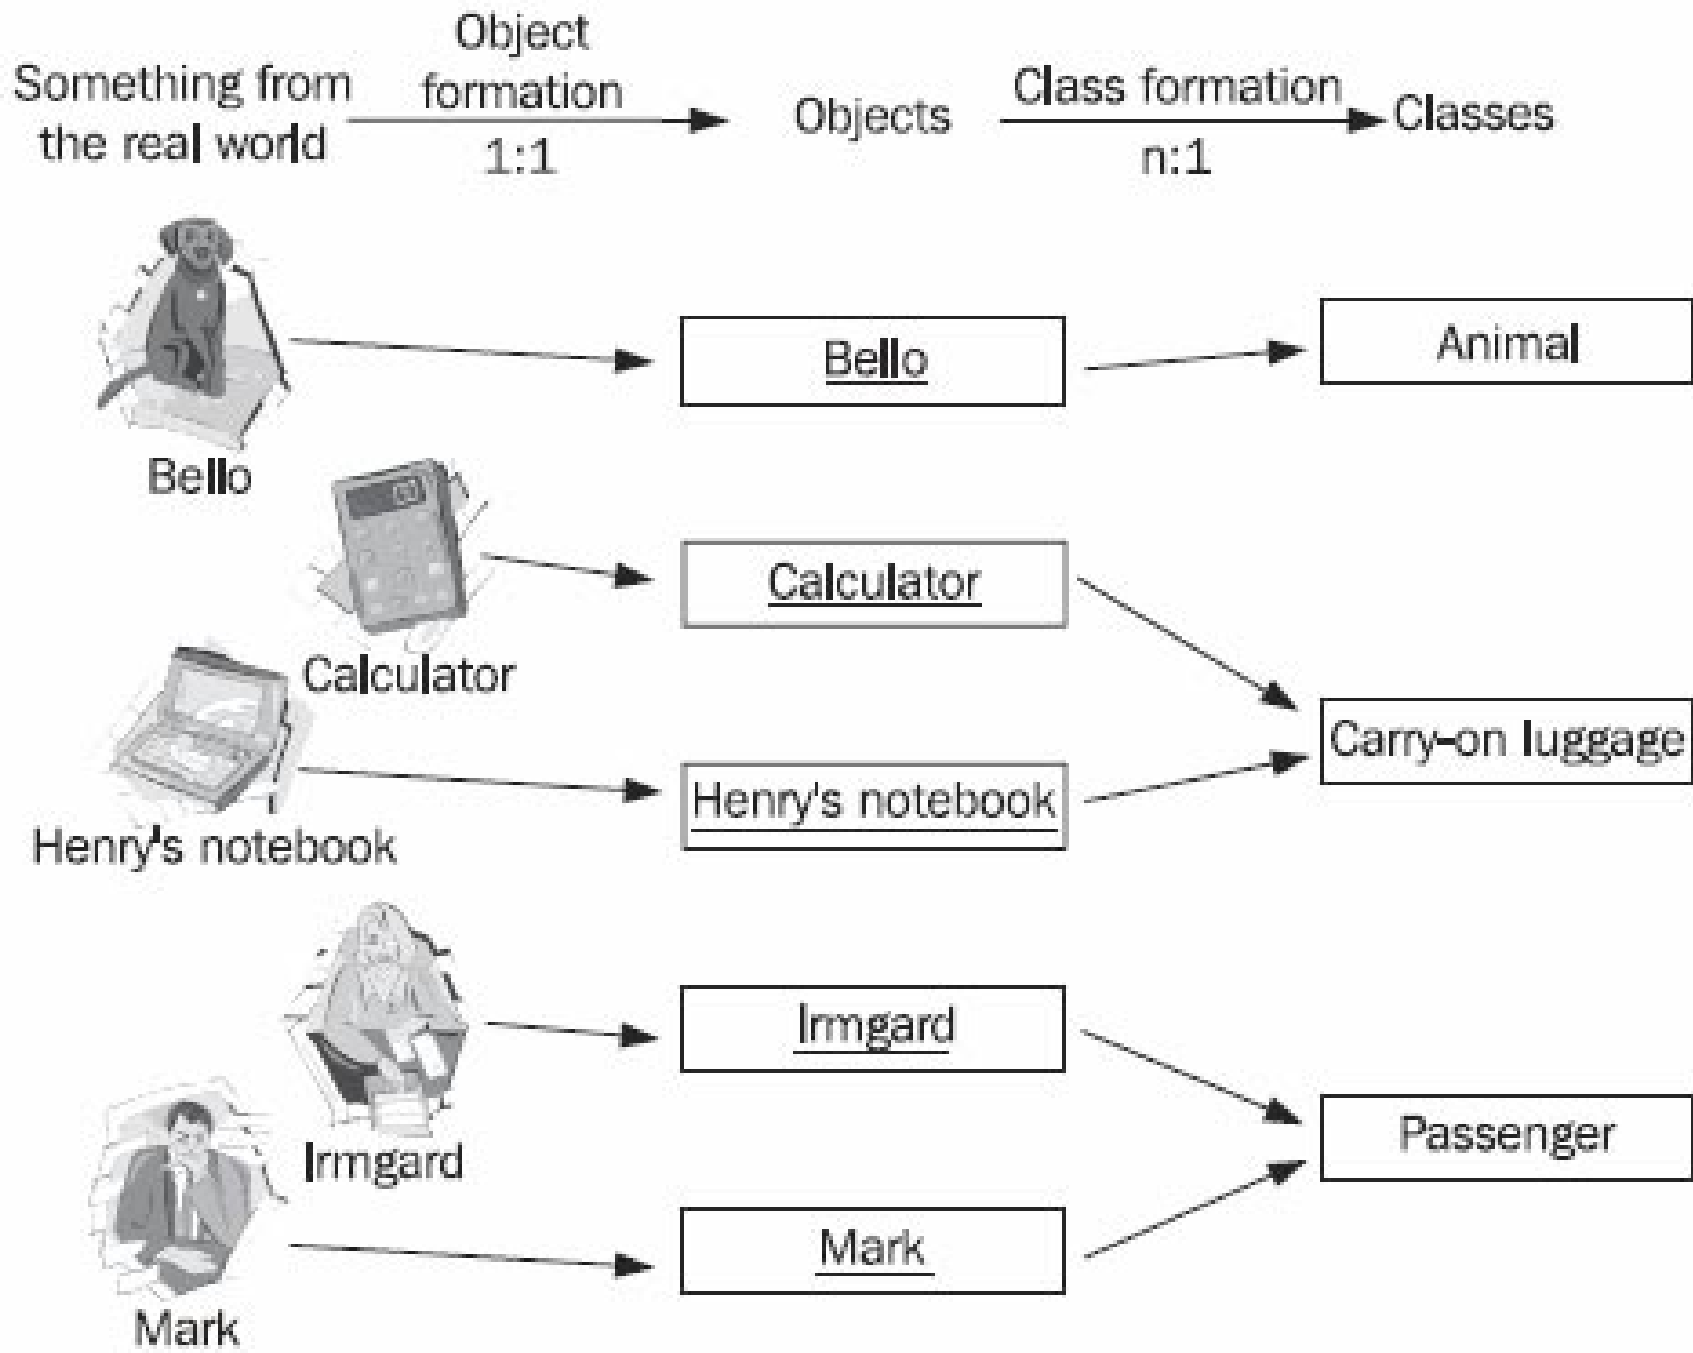 Something from
the real world
Object
formation
1:1
Objects
Class formation
n:1
Classes
Bello
Bello
Animal
Calculator
Calculator
Carry-on luggage
Henry's notebook
Henry's notebook
Irmgard
Irmgard
Passenger
Mark
Mark